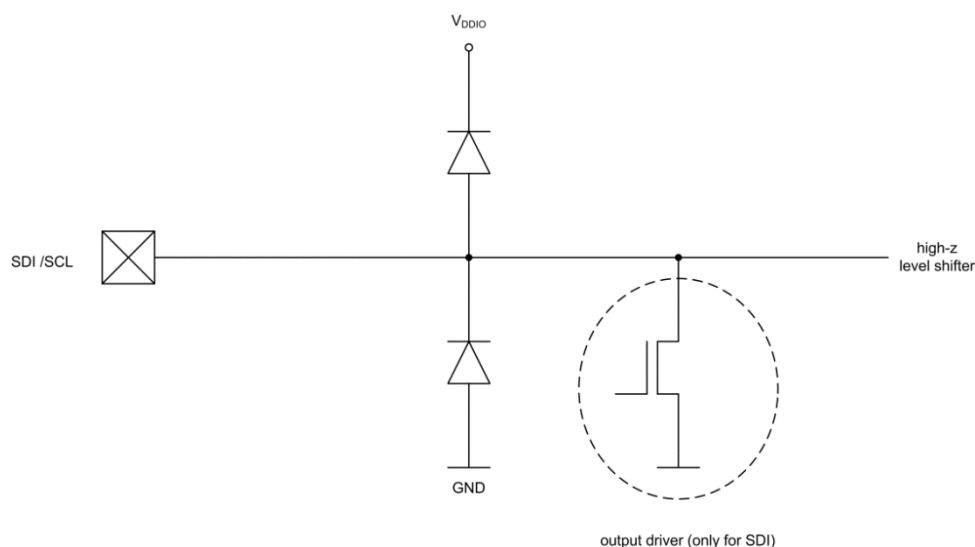 VDDIO
SDI /SCL
high-z
level shifter
GND
output driver (only for SDI)